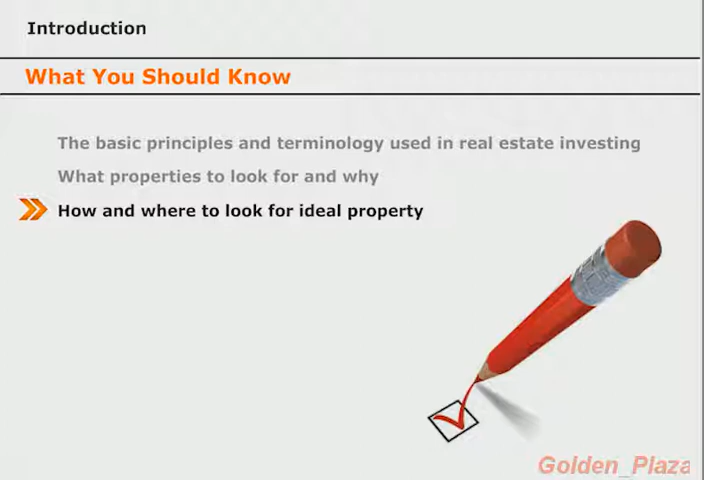 Introduction
What You Should Know
The basic principles and terminology used in real estate investing
What properties to look for and why
How and where to look for ideal property
Golden_Plaza